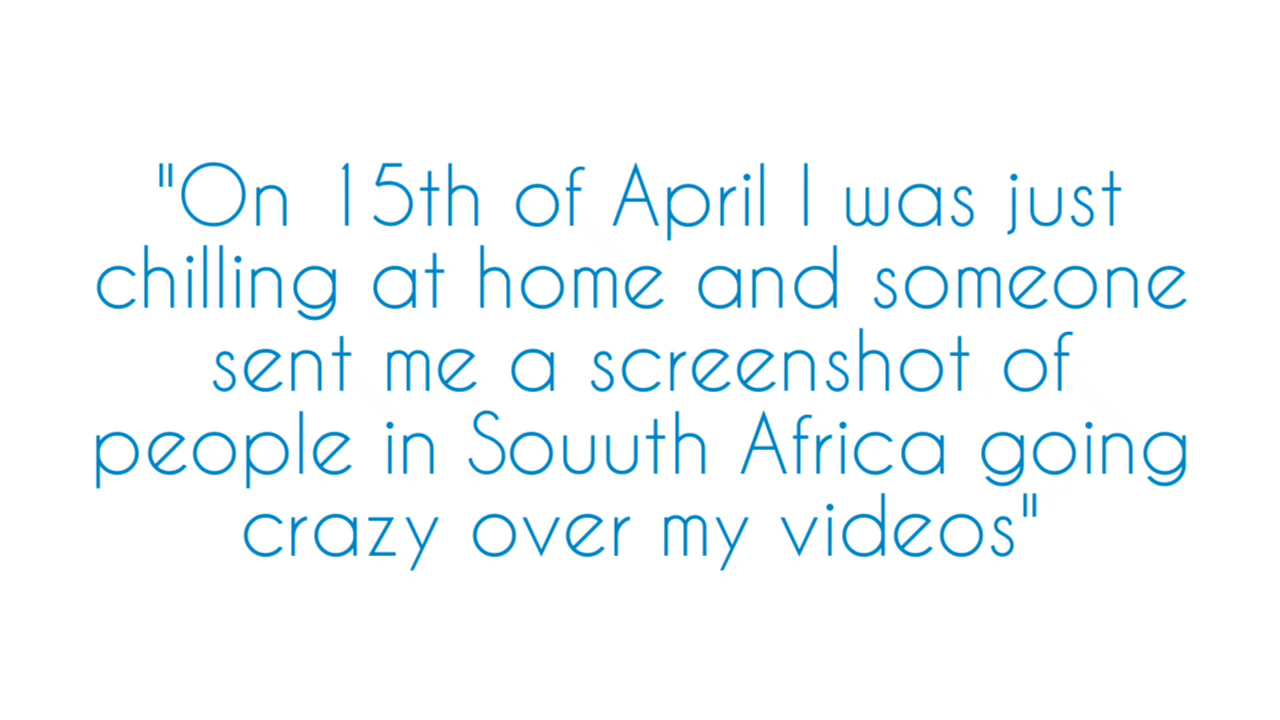 "On 15th of April I was just
chilling at home and someone
sent me a screenshot of
people in Souuth Africa going
crazy over my videos"